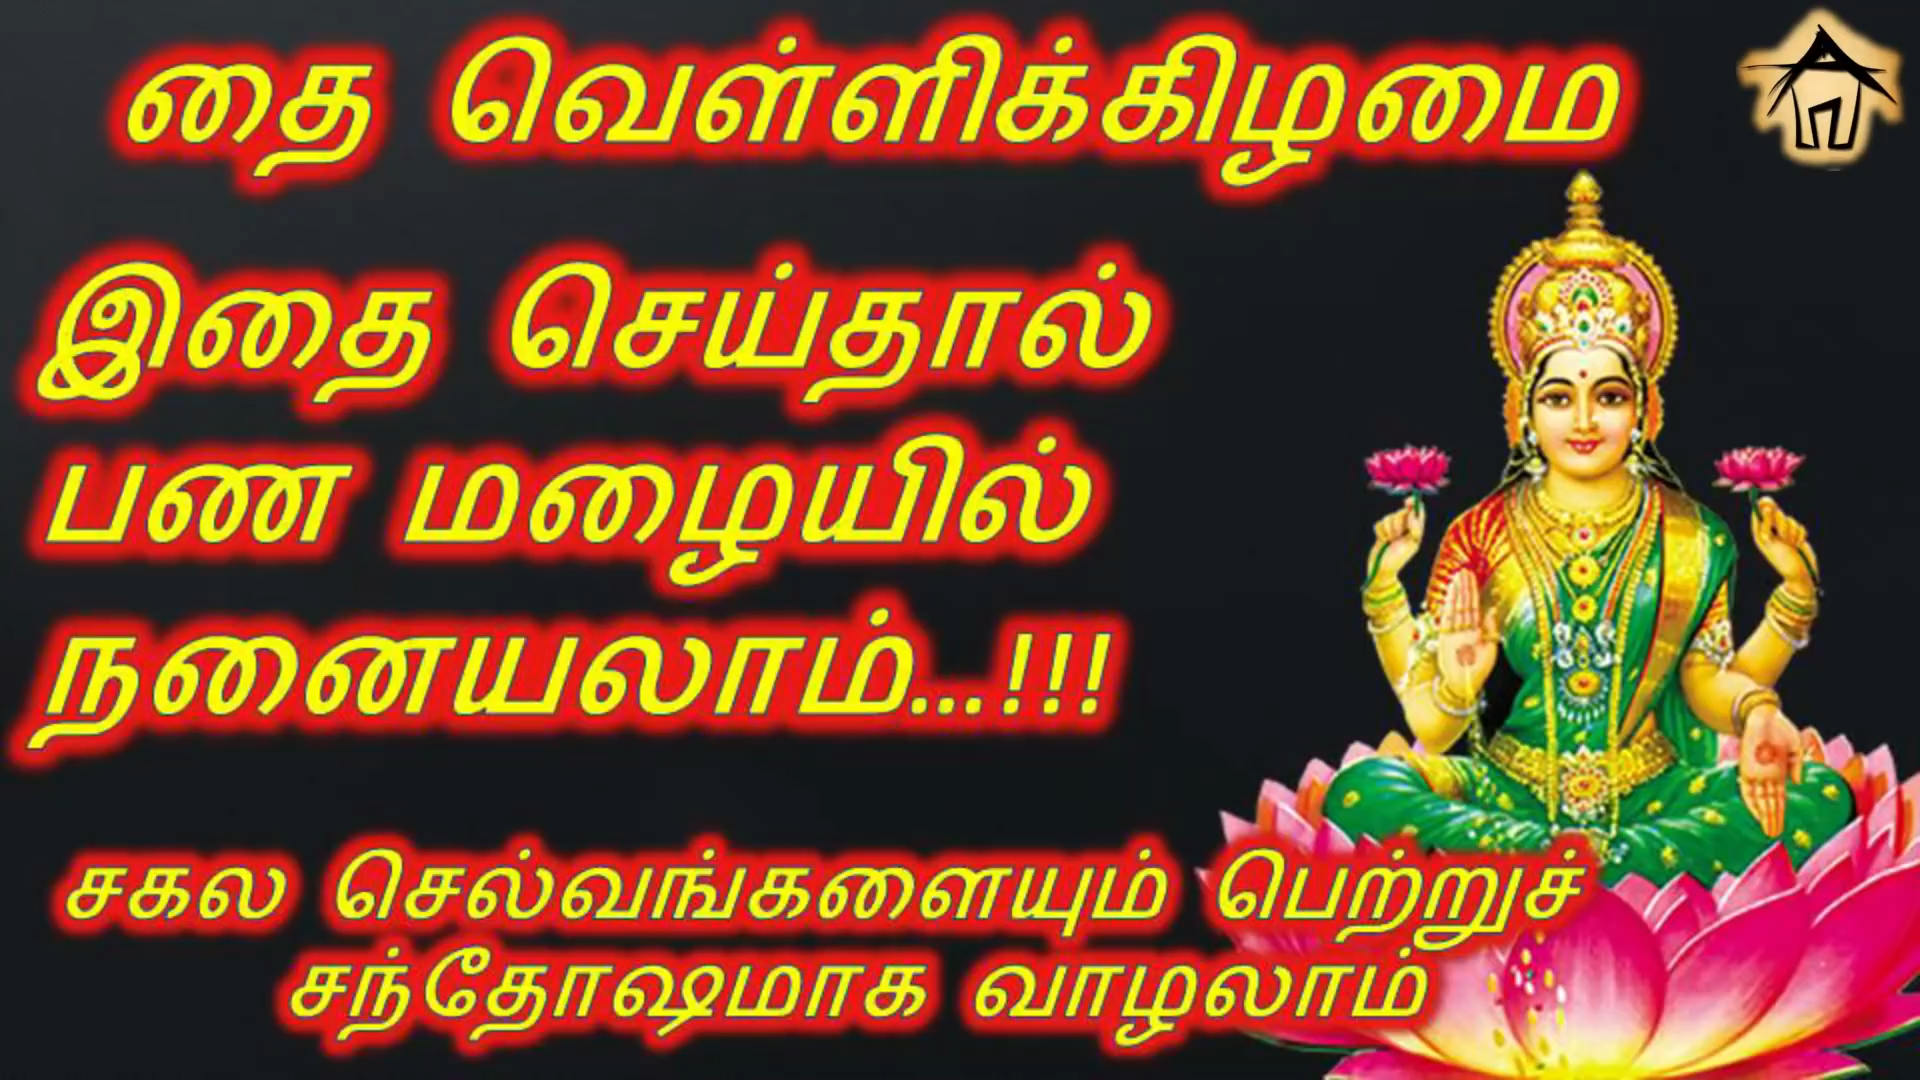 தை வெள்ளிக்கிழமை
இதை செய்தால்
பண மழையில்
நனையலாம்...!!!
சகல செல்வங்களையும் பெற்றுச்
சந்தோஷமாக வாழலாம்